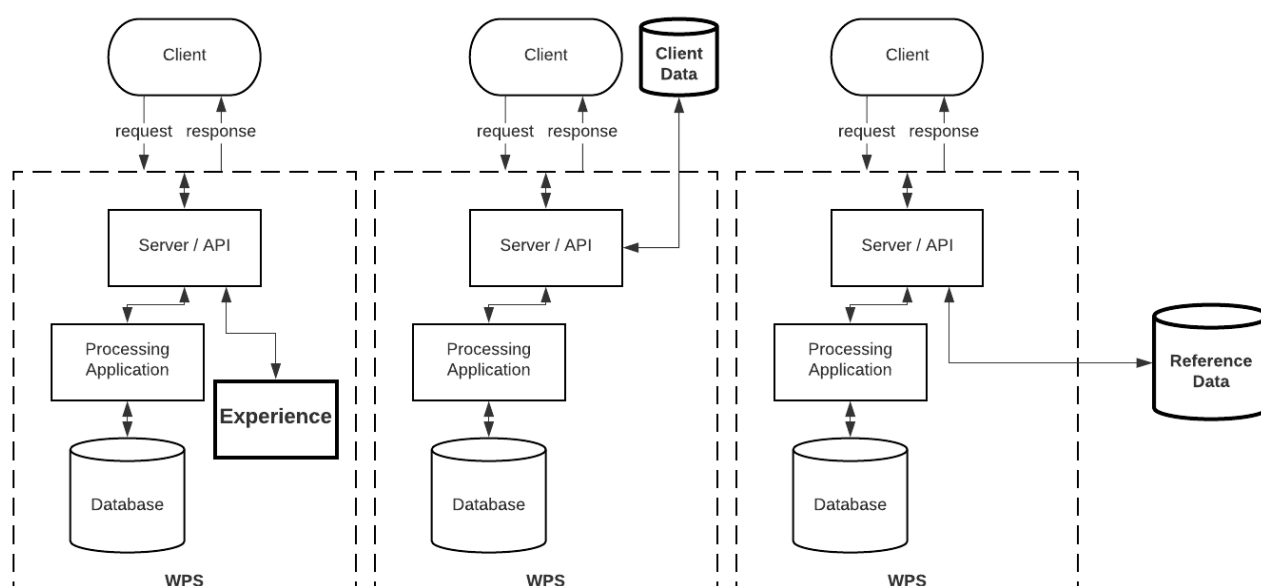 Client
request response
Server / API
Processing
Application
Experience
Database
WPS
Client
Client
Data
request response
Server / API
Processing
Application
Database
WPS
Client
request response
Server / API
Processing
Application
Reference
Data
Database
WPS